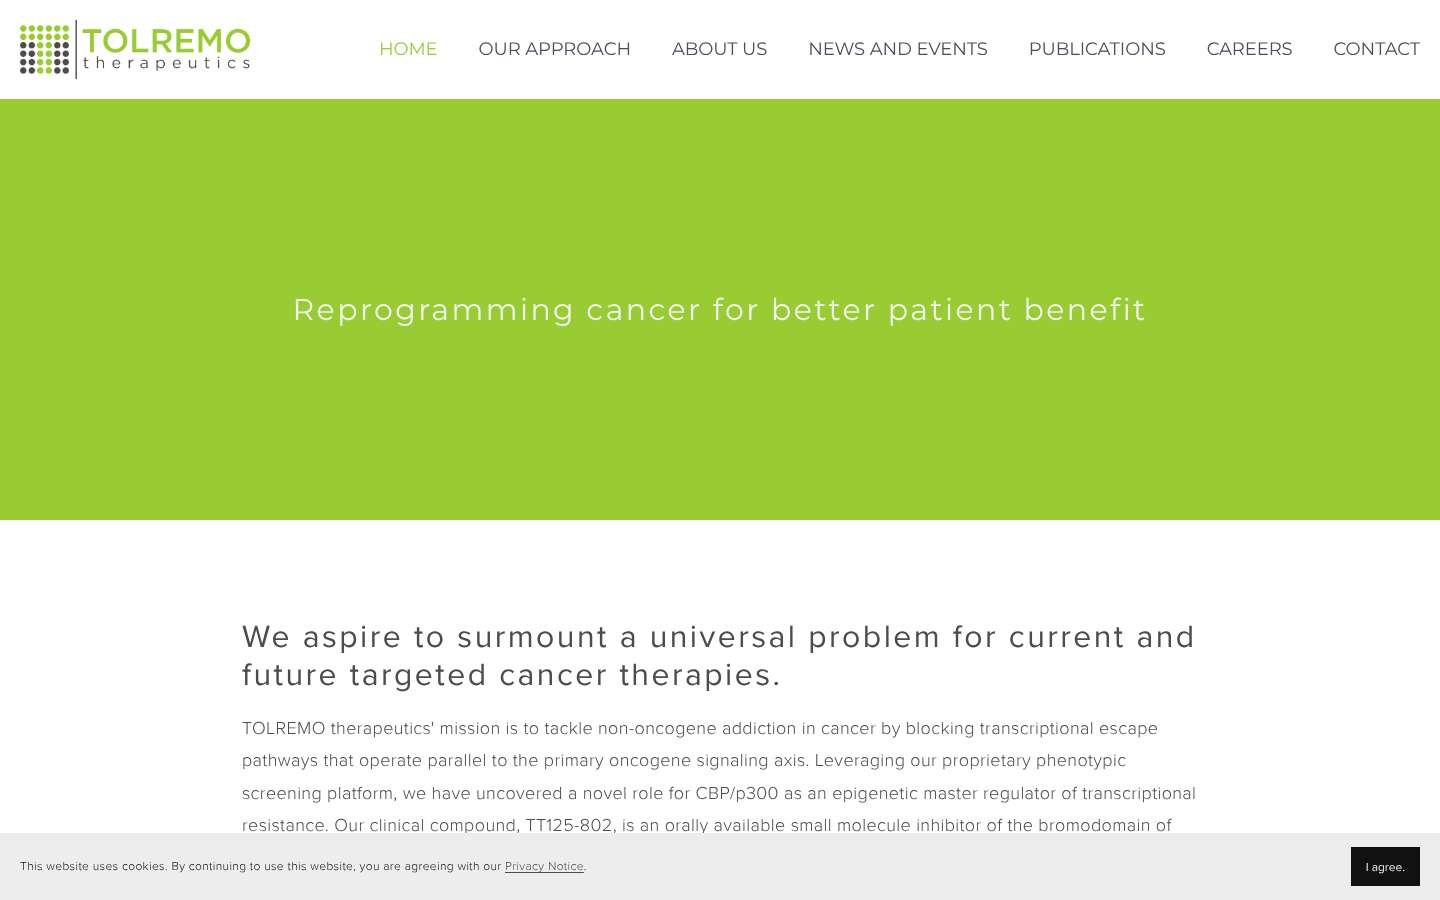 TOLREMO
therapeutics
HOME OUR APPROACH ABOUT US NEWS AND EVENTS PUBLICATIONS CAREERS CONTACT
Reprogramming cancer for better patient benefit
We aspire to surmount a universal problem for current and
future targeted cancer therapies.
TOLREMO therapeutics' mission is to tackle non-oncogene addiction in cancer by blocking transcriptional escape
pathways that operate parallel to the primary oncogene signaling axis. Leveraging our proprietary phenotypic
screening platform, we have uncovered a novel role for CBP/p300 as an epigenetic master regulator of transcriptional
resistance. Our clinical compound, TT125-802, is an orally available small molecule inhibitor of the bromodomain of
This website uses cookies. By continuing to use this website, you are agreeing with our Privacy Notice.
I agree.